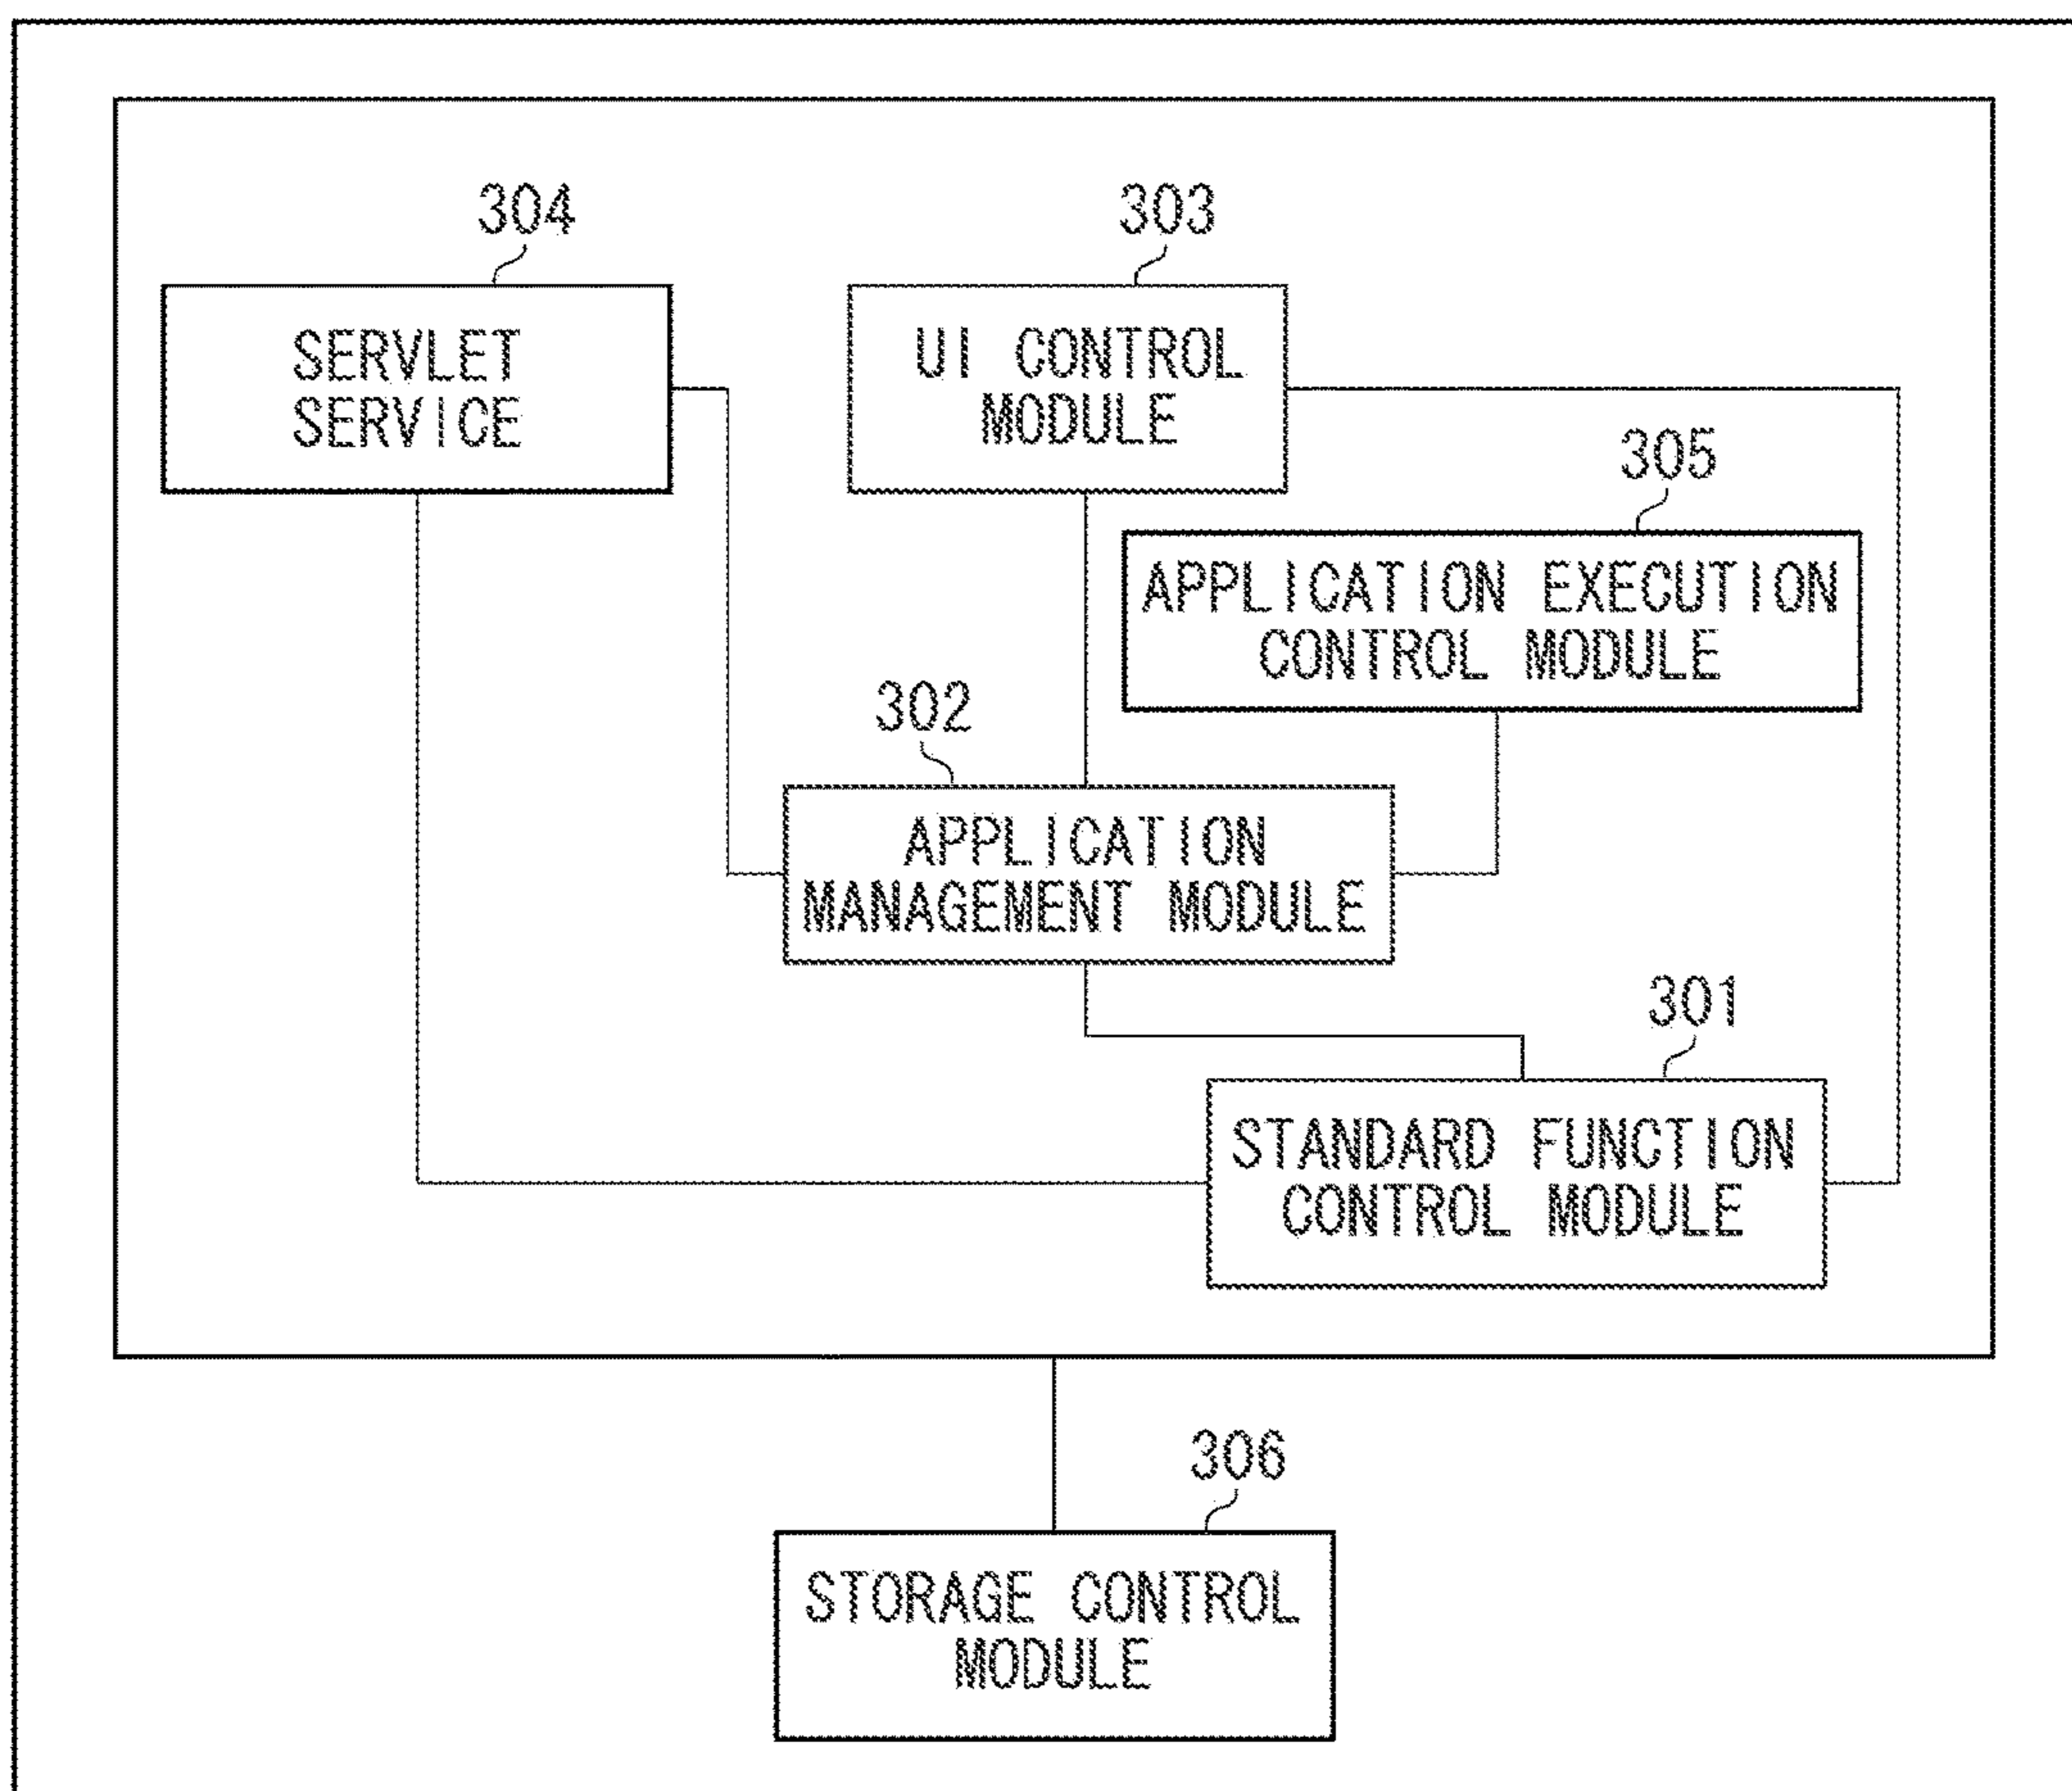 304
SERVLET
SERVICE
303
UI CONTROL
MODULE
305
APPLICATION EXECUTION
CONTROL MODULE
302
APPLICATION
MANAGEMENT MODULE
301
STANDARD FUNCTION
CONTROL MODULE
306
STORAGE CONTROL
MODULE